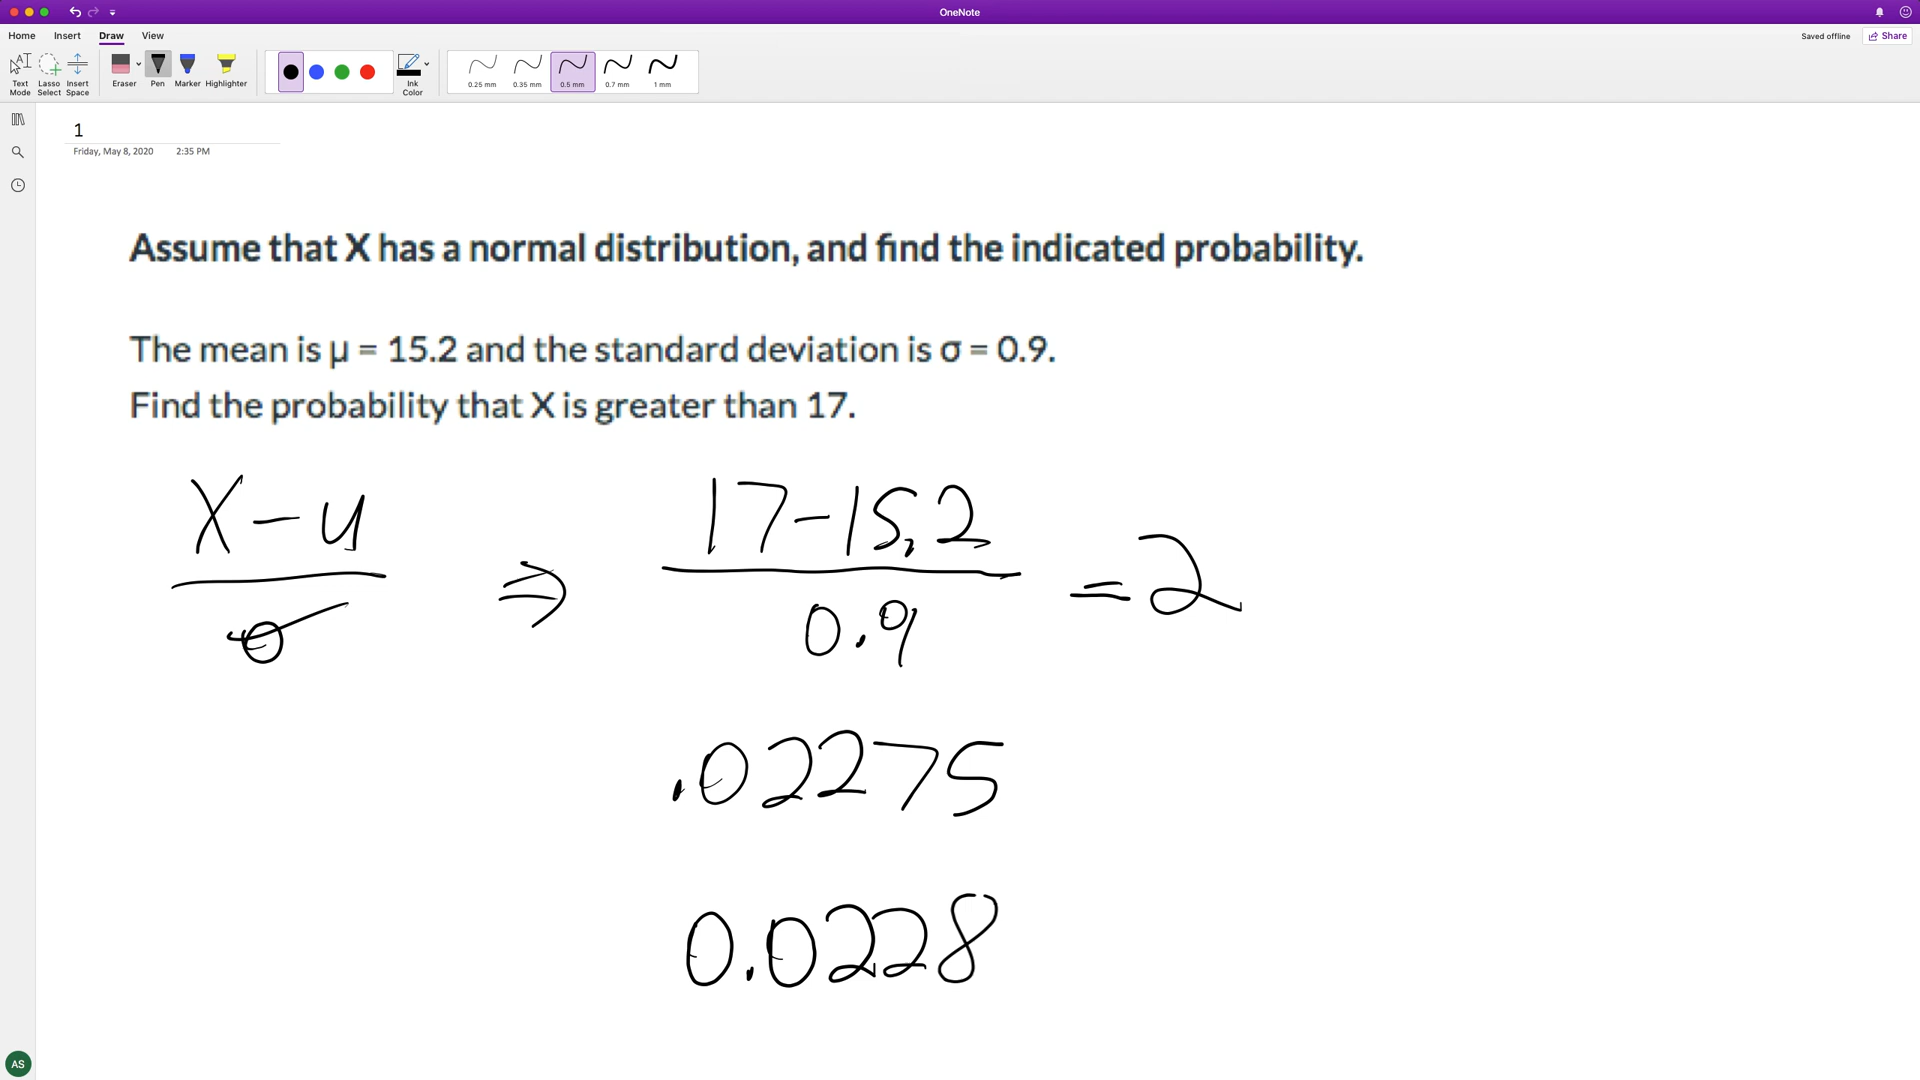 OneNote
Home Insert Draw View
Saved offline Share
Text Mode
Lasso Select
Insert Space
Eraser
Pen
Marker
Highlighter
Ink Color
0.25 mm
0.35 mm
0.5 mm
0.7 mm
1 mm
1
Friday, May 8, 2020 2:35 PM
Assume that X has a normal distribution, and find the indicated probability.
The mean is μ = 15.2 and the standard deviation is σ = 0.9.
Find the probability that X is greater than 17.
X - u ⇒ 17-15.2 = 2
σ 0.9
.02275
0.0228
AS